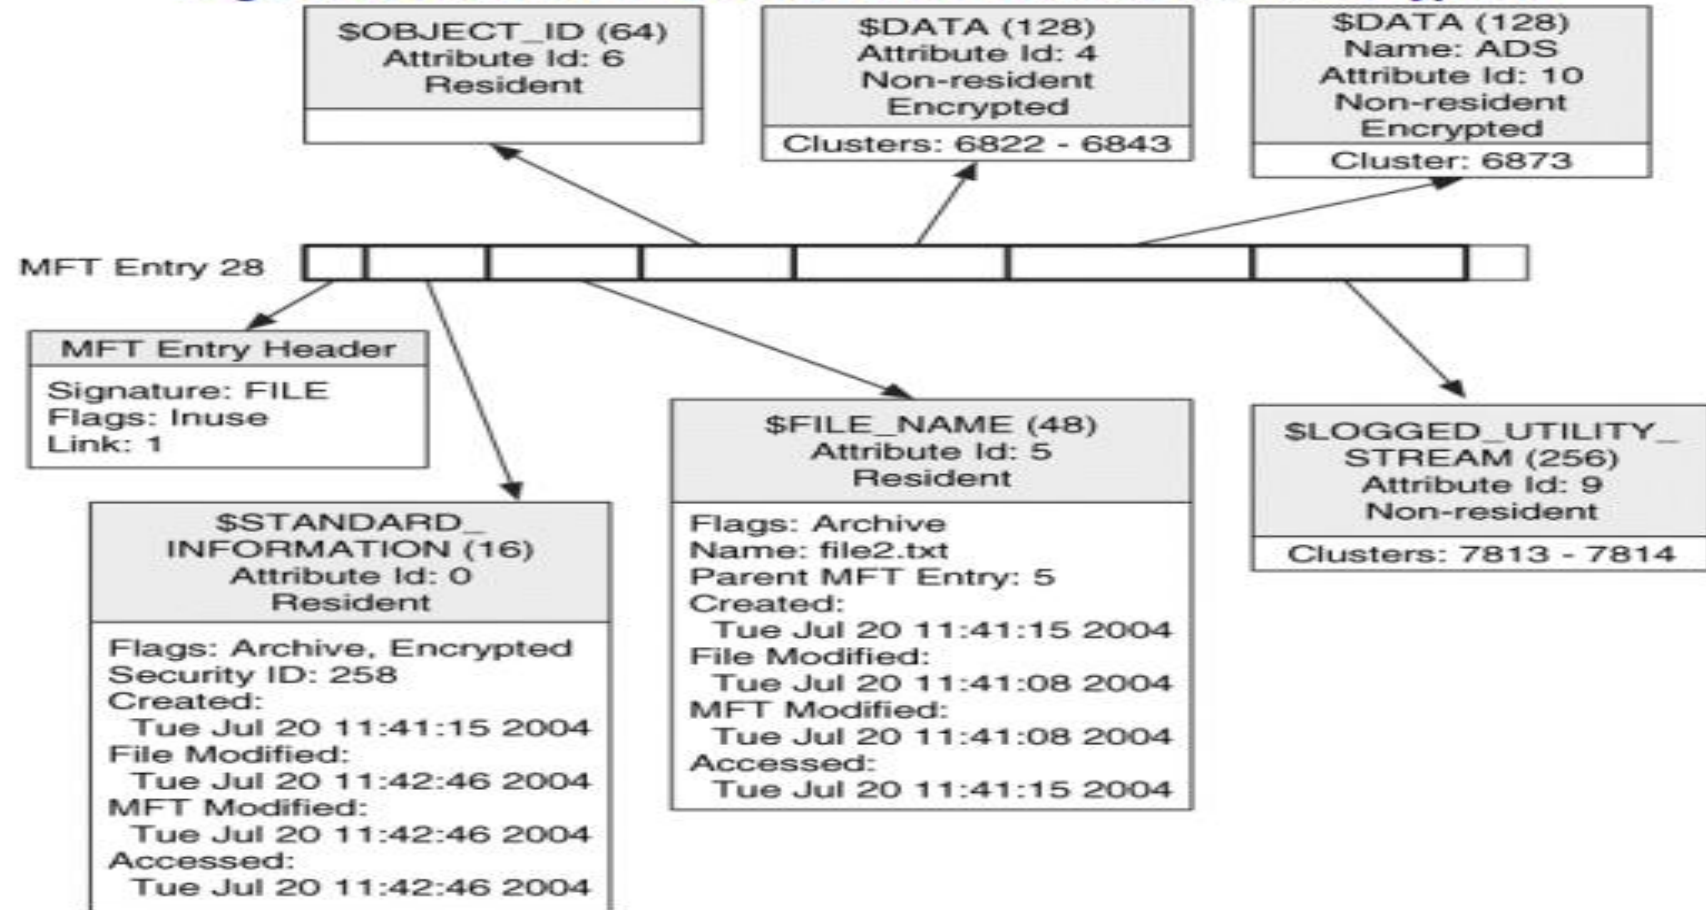 $OBJECT_ID (64)
Attribute Id: 6
Resident
$DATA (128)
Attribute Id: 4
Non-resident
Encrypted
Clusters: 6822 - 6843
$DATA (128)
Name: ADS
Attribute Id: 10
Non-resident
Encrypted
Cluster: 6873
MFT Entry 28
MFT Entry Header
Signature: FILE
Flags: Inuse
Link: 1
$STANDARD_
INFORMATION (16)
Attribute Id: 0
Resident
Flags: Archive, Encrypted
Security ID: 258
Created:
Tue Jul 20 11:41:15 2004
File Modified:
Tue Jul 20 11:42:46 2004
MFT Modified:
Tue Jul 20 11:42:46 2004
Accessed:
Tue Jul 20 11:42:46 2004
$FILE_NAME (48)
Attribute Id: 5
Resident
Flags: Archive
Name: file2.txt
Parent MFT Entry: 5
Created:
Tue Jul 20 11:41:15 2004
File Modified:
Tue Jul 20 11:41:08 2004
MFT Modified:
Tue Jul 20 11:41:08 2004
Accessed:
Tue Jul 20 11:41:15 2004
$LOGGED_UTILITY_
STREAM (256)
Attribute Id: 9
Non-resident
Clusters: 7813 - 7814